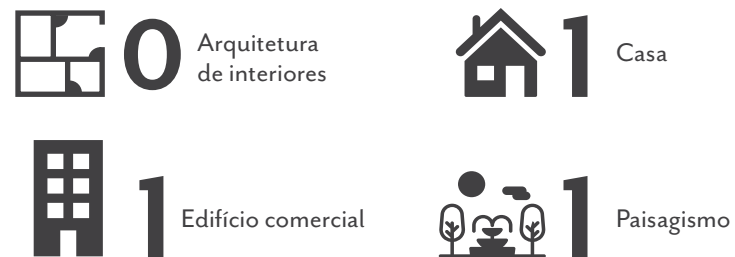 0 Arquitetura
de interiores
1 Casa
1 Edifício comercial
1 Paisagismo